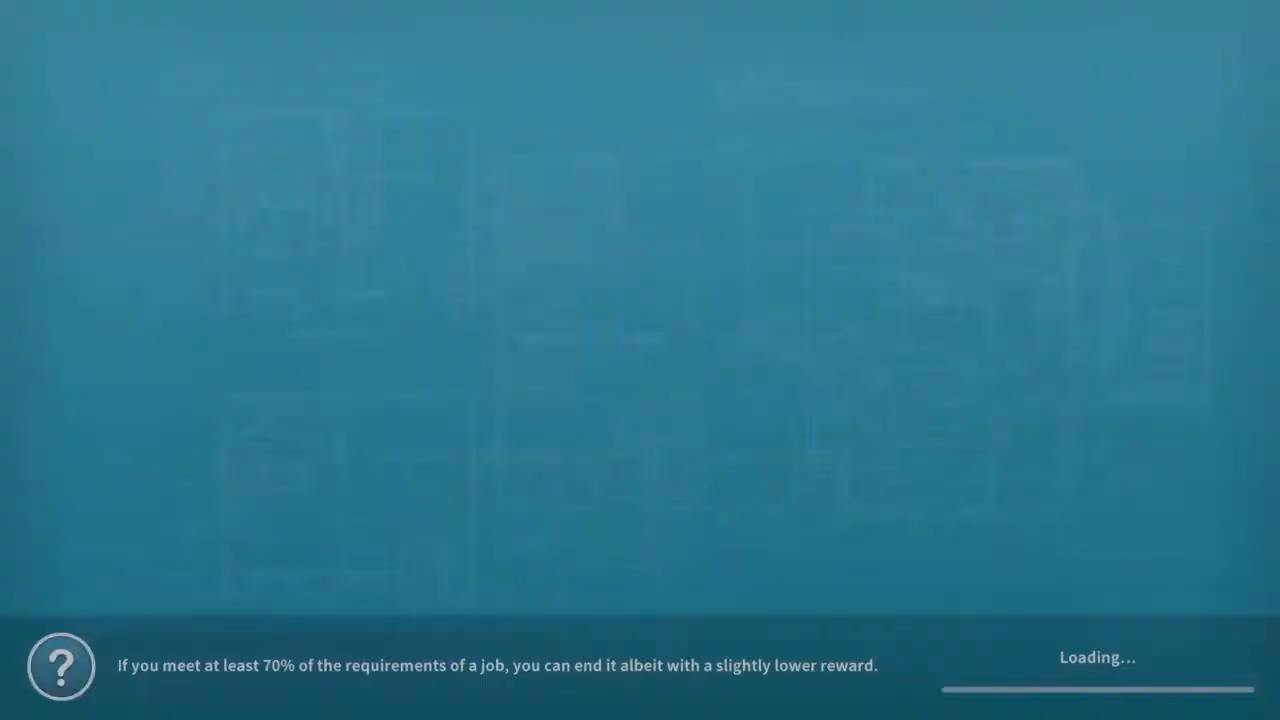 If you meet at least 70% of the requirements of a job, you can end it albeit with a slightly lower reward.
Loading...